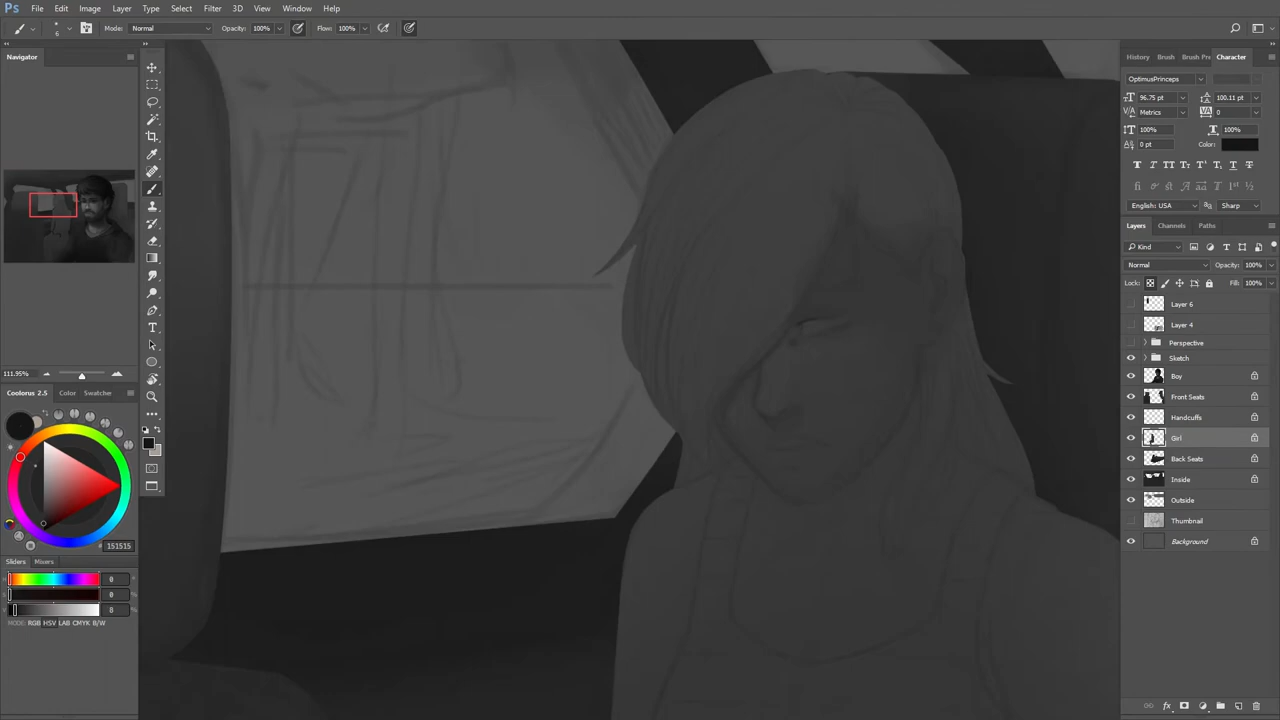 Ps File Edit Image Layer Type Select Filter 3D View Window Help
6 Mode: Normal Opacity: 100% Flow: 100%
Navigator
111.95%
Coolorus 2.5 Color Swatches
# 151515
Sliders Mixers
H 0 °
S 0 %
V 8 %
MODE: RGB HSV LAB CMYK B/W
History Brush Brush Pre Character
OptimusPrinceps
96.75 pt 100.11 pt
Metrics 0
100% 100%
0 pt Color:
English: USA Sharp
Layers Channels Paths
Kind
Normal Opacity: 100%
Lock: Fill: 100%
Layer 6
Layer 4
Perspective
Sketch
Boy
Front Seats
Handcuffs
Girl
Back Seats
Inside
Outside
Thumbnail
Background